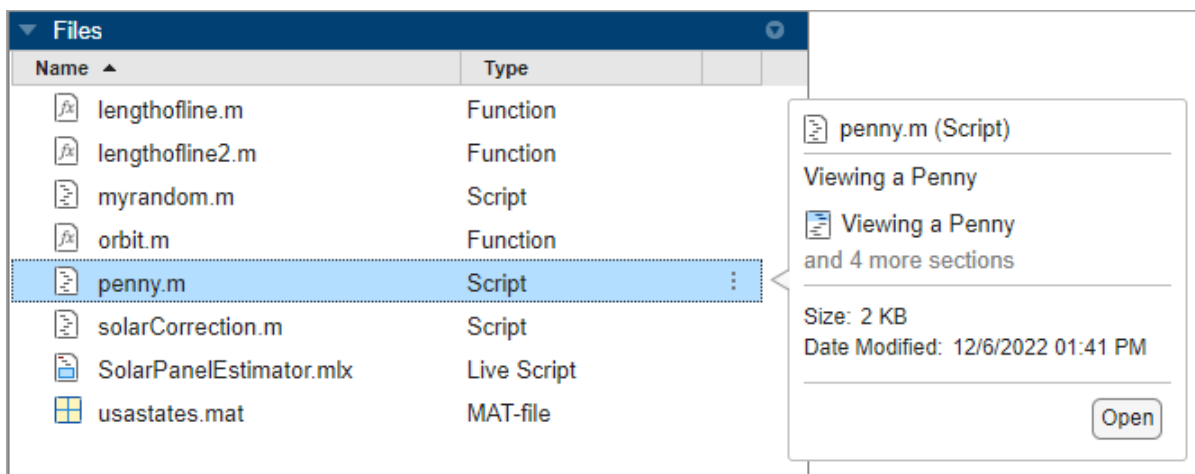 Files
Name Type
lengthofline.m Function
lengthofline2.m Function
myrandom.m Script
orbit.m Function
penny.m Script
solarCorrection.m Script
SolarPanelEstimator.mlx Live Script
usastates.mat MAT-file
penny.m (Script)
Viewing a Penny
Viewing a Penny
and 4 more sections
Size: 2 KB
Date Modified: 12/6/2022 01:41 PM
Open